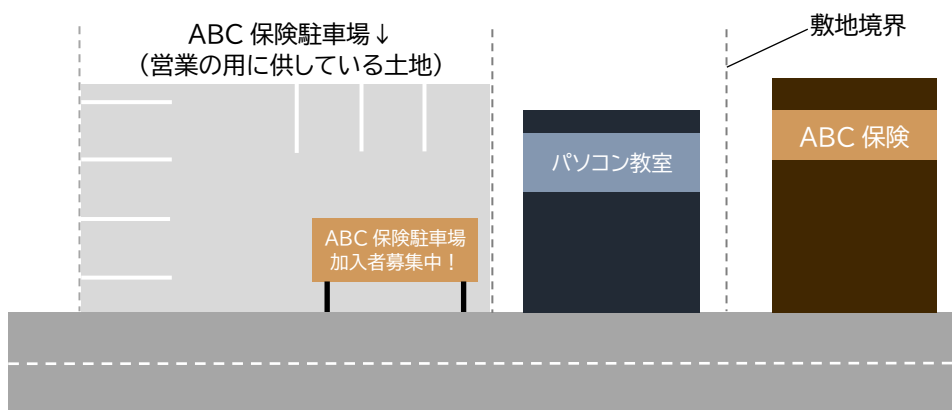 ABC 保険駐車場↓
（営業の用に供している土地）
敷地境界
パソコン教室
ABC 保険
ABC 保険駐車場
加入者募集中！